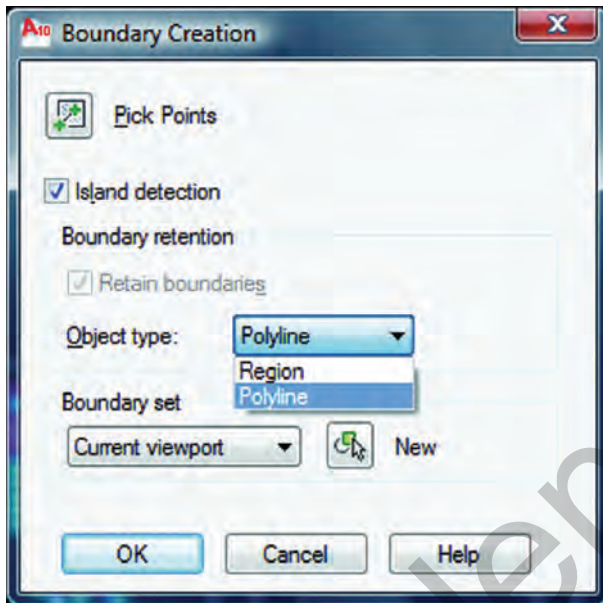 A10 Boundary Creation X
Pick Points
Island detection
Boundary retention
Retain boundaries
Object type: Polyline
Region
Polyline
Boundary set
Current viewport New
OK Cancel Help